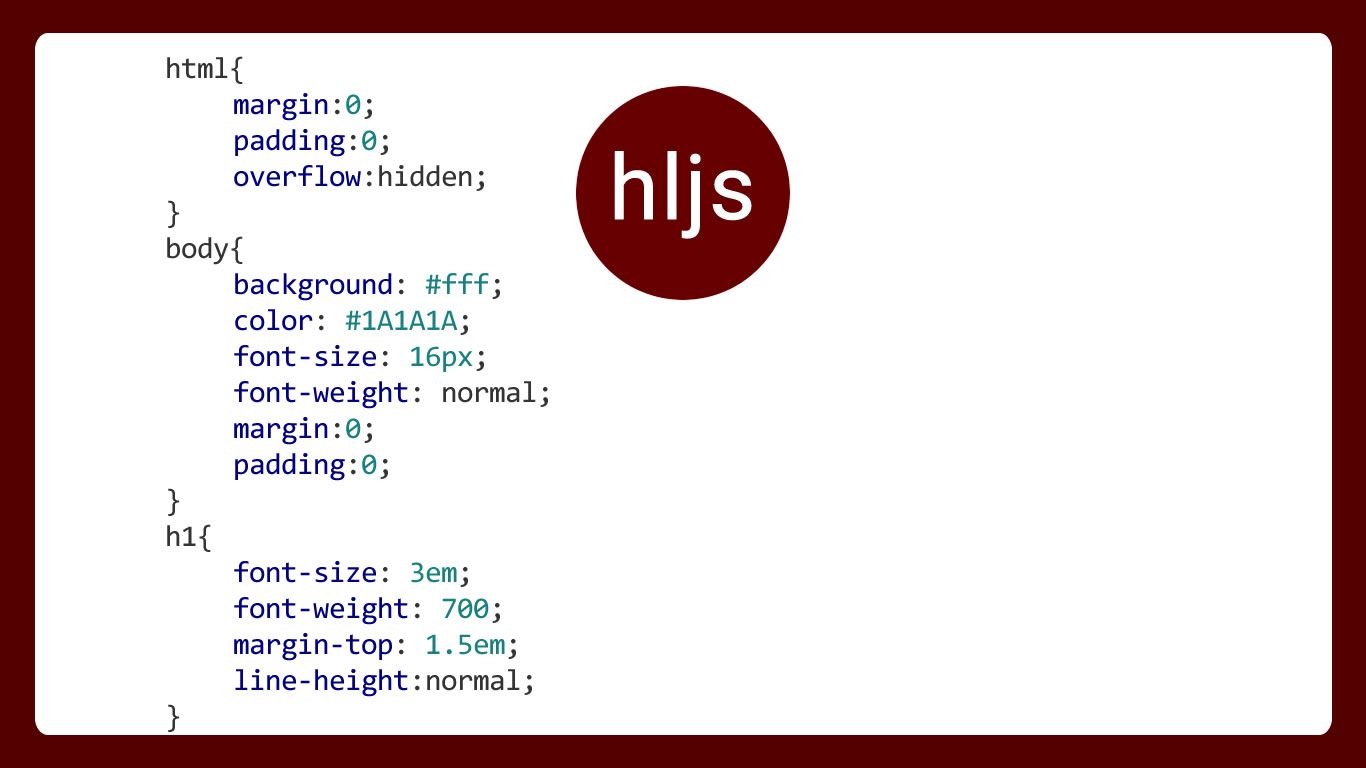 html{
margin:0;
padding:0;
overflow:hidden;
}
body{
background: #fff;
color: #1A1A1A;
font-size: 16px;
font-weight: normal;
margin:0;
padding:0;
}
h1{
font-size: 3em;
font-weight: 700;
margin-top: 1.5em;
line-height:normal;
}
hljs